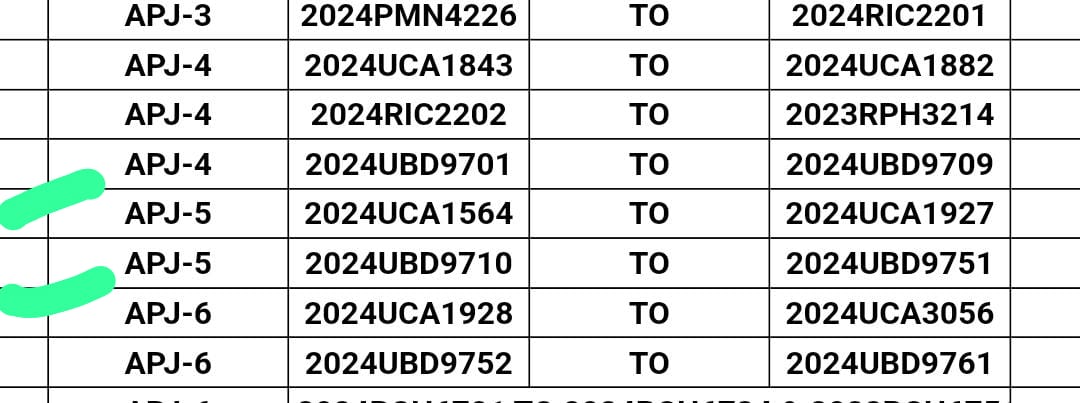 APJ-3 2024PMN4226 TO 2024RIC2201
APJ-4 2024UCA1843 TO 2024UCA1882
APJ-4 2024RIC2202 TO 2023RPH3214
APJ-4 2024UBD9701 TO 2024UBD9709
APJ-5 2024UCA1564 TO 2024UCA1927
APJ-5 2024UBD9710 TO 2024UBD9751
APJ-6 2024UCA1928 TO 2024UCA3056
APJ-6 2024UBD9752 TO 2024UBD9761